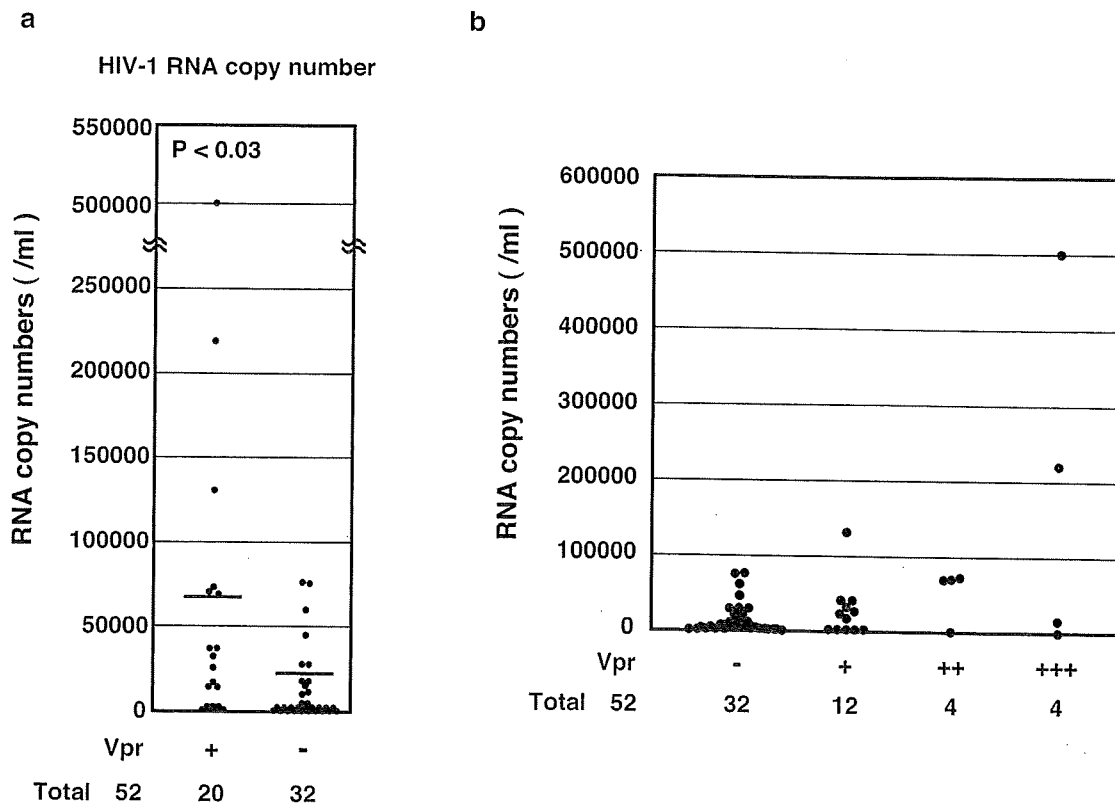 a
HIV-1 RNA copy number
RNA copy numbers ( /ml )
550000
P < 0.03
500000
250000
200000
150000
100000
50000
0
Vpr + -
Total 52 20 32
b
RNA copy numbers ( /ml )
600000
500000
400000
300000
200000
100000
0
Vpr - + ++ +++
Total 52 32 12 4 4